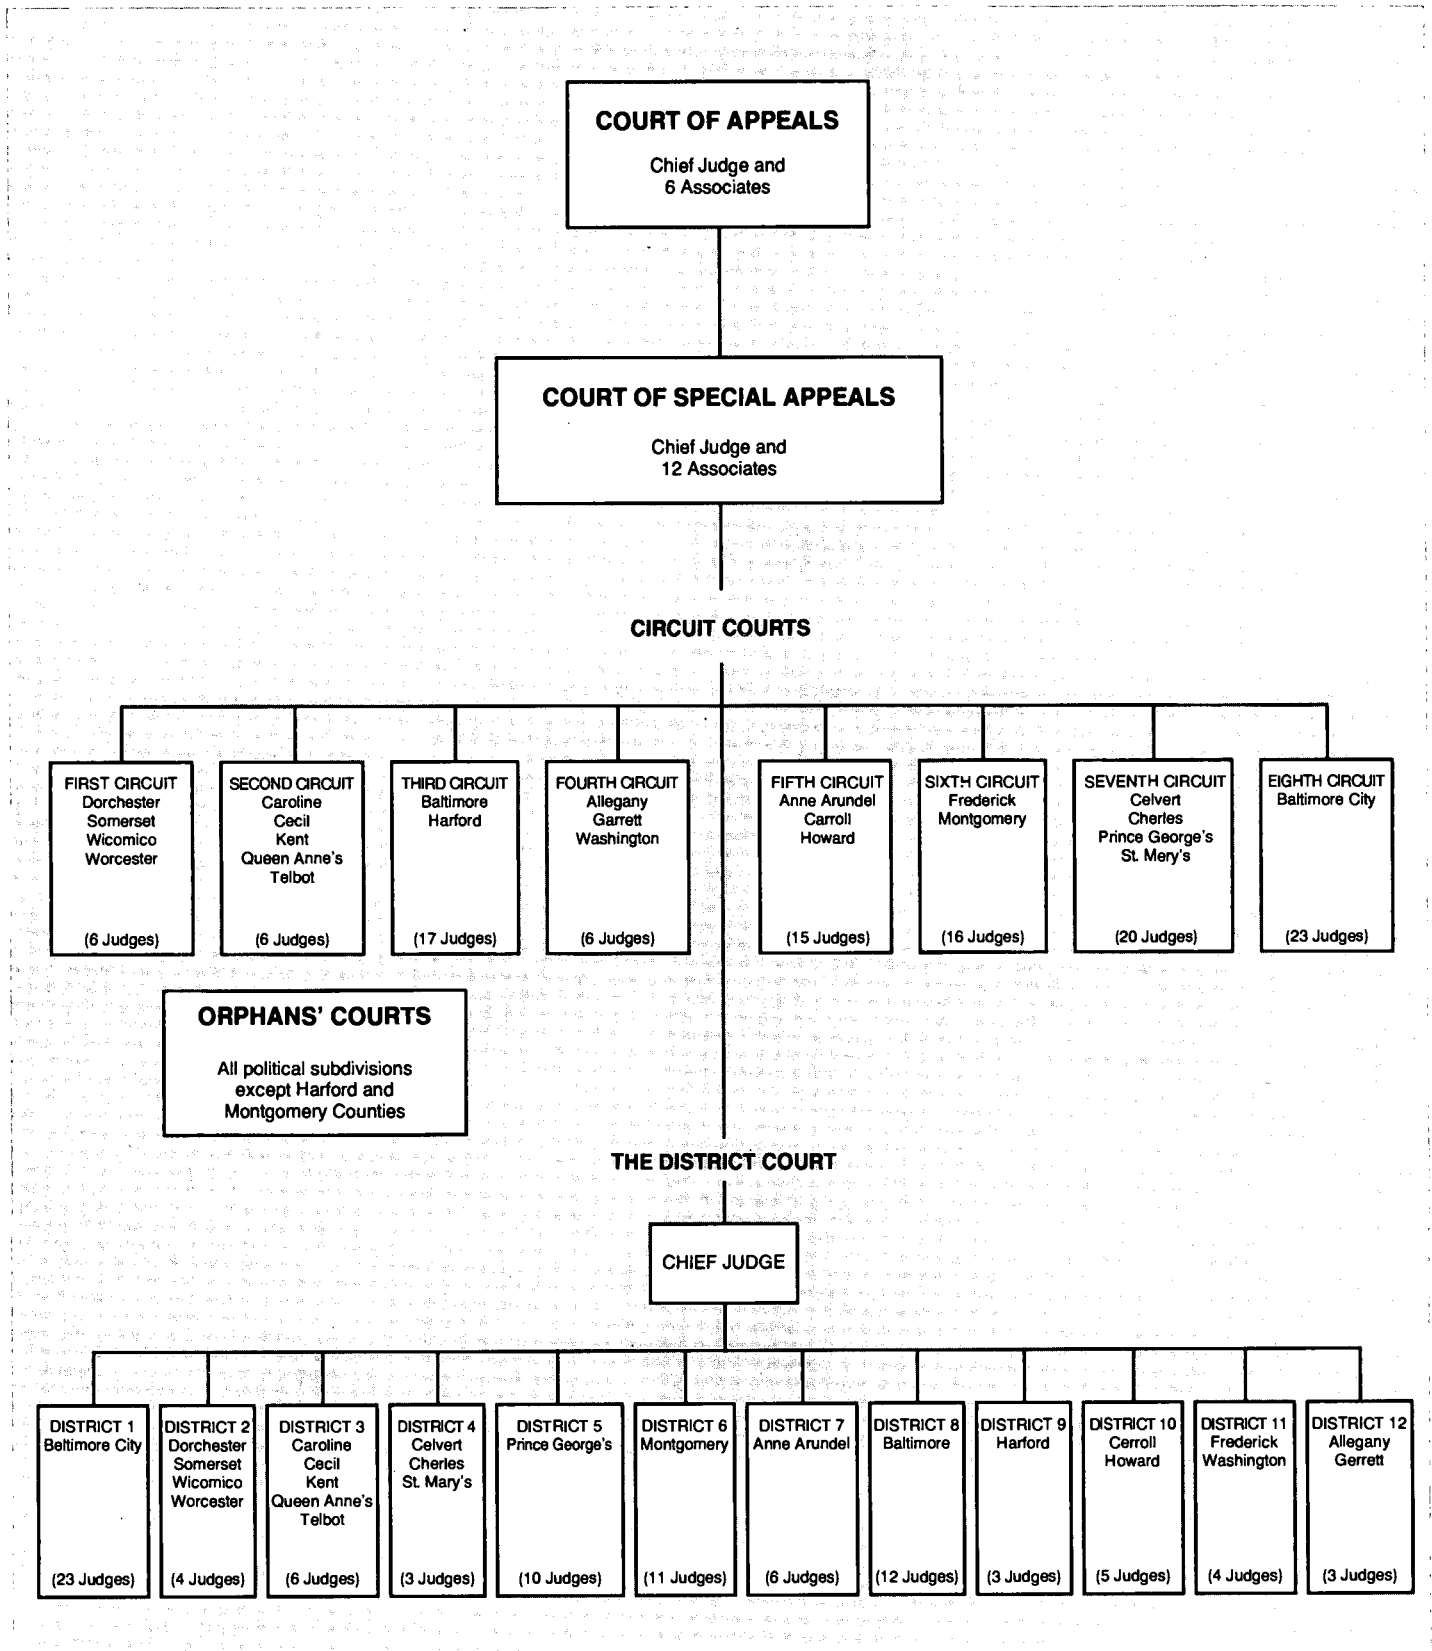 COURT OF APPEALS
Chief Judge and
6 Associates
COURT OF SPECIAL APPEALS
Chief Judge and
12 Associates
CIRCUIT COURTS
FIRST CIRCUIT
Dorchester
Somerset
Wicomico
Worcester
(6 Judges)
SECOND CIRCUIT
Caroline
Cecil
Kent
Queen Anne's
Telbot
(6 Judges)
THIRD CIRCUIT
Baltimore
Harford
(17 Judges)
FOURTH CIRCUIT
Allegany
Garrett
Washington
(6 Judges)
FIFTH CIRCUIT
Anne Arundel
Carroll
Howard
(15 Judges)
SIXTH CIRCUIT
Frederick
Montgomery
(16 Judges)
SEVENTH CIRCUIT
Celvert
Cherles
Prince George's
St. Mery's
(20 Judges)
EIGHTH CIRCUIT
Baltimore City
(23 Judges)
ORPHANS' COURTS
All political subdivisions
except Harford and
Montgomery Counties
THE DISTRICT COURT
CHIEF JUDGE
DISTRICT 1
Beltimore City
(23 Judges)
DISTRICT 2
Dorchester
Somerset
Wicomico
Worcester
(4 Judges)
DISTRICT 3
Caroline
Cecil
Kent
Queen Anne's
Telbot
(6 Judges)
DISTRICT 4
Celvert
Cherles
St. Mary's
(3 Judges)
DISTRICT 5
Prince George's
(10 Judges)
DISTRICT 6
Montgomery
(11 Judges)
DISTRICT 7
Anne Arundel
(6 Judges)
DISTRICT 8
Baltimore
(12 Judges)
DISTRICT 9
Harford
(3 Judges)
DISTRICT 10
Cerroll
Howard
(5 Judges)
DISTRICT 11
Frederick
Washington
(4 Judges)
DISTRICT 12
Allegany
Gerrett
(3 Judges)